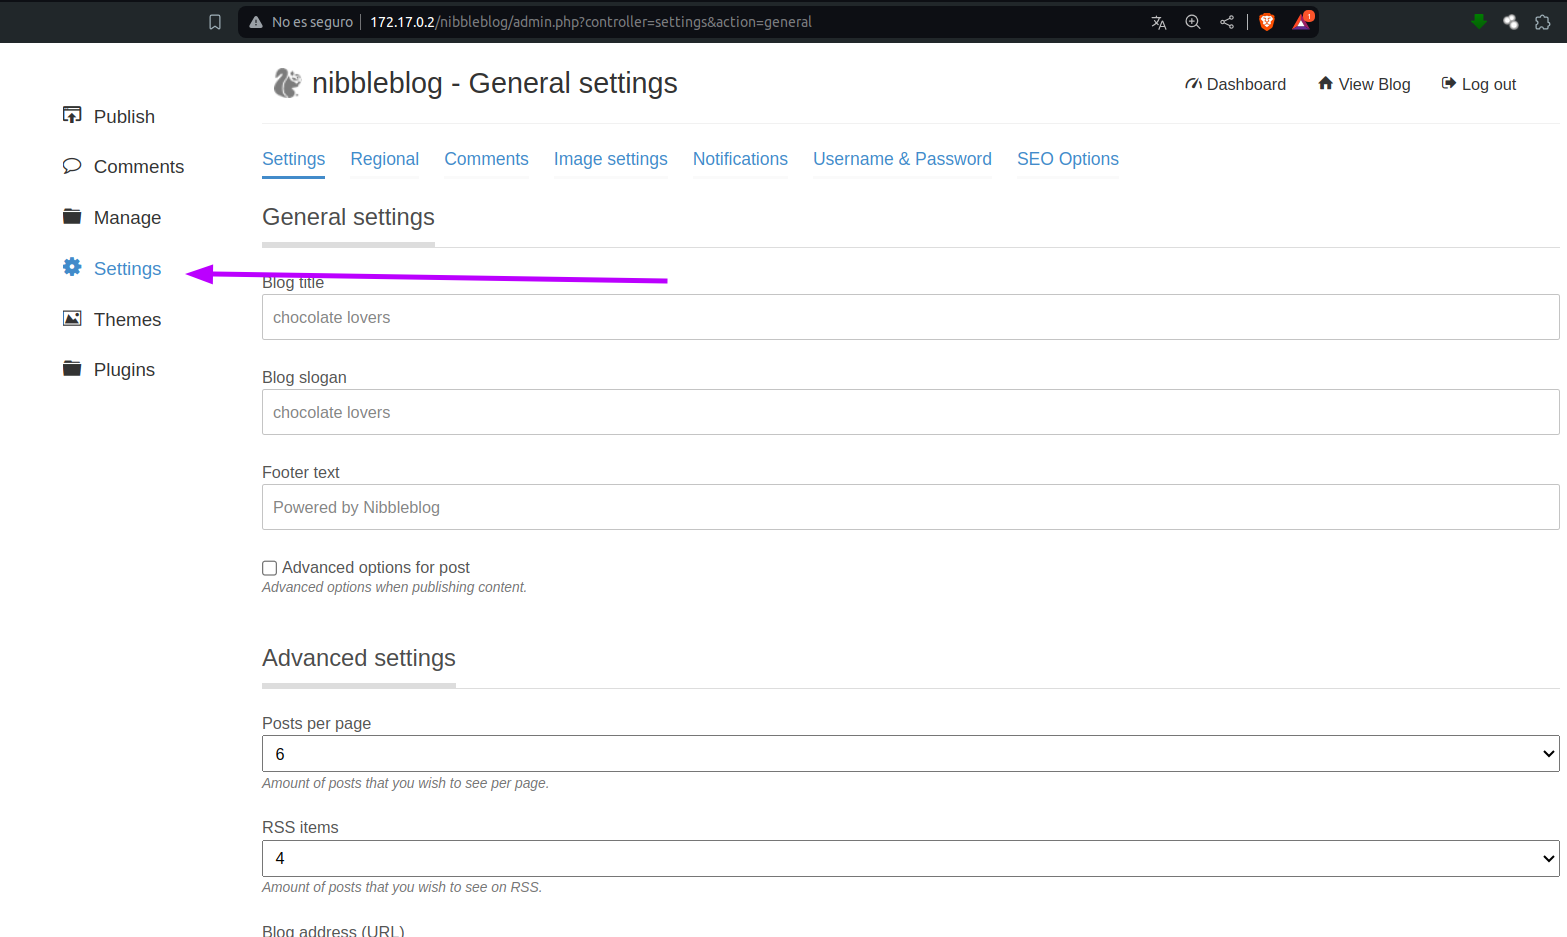 No es seguro 172.17.0.2/nibbleblog/admin.php?controller=settings&action=general 1
nibbleblog - General settings
Dashboard View Blog Log out
Publish
Comments
Manage
Settings
Themes
Plugins
Settings Regional Comments Image settings Notifications Username & Password SEO Options
General settings
Blog title
chocolate lovers
Blog slogan
chocolate lovers
Footer text
Powered by Nibbleblog
Advanced options for post
Advanced options when publishing content.
Advanced settings
Posts per page
6
Amount of posts that you wish to see per page.
RSS items
4
Amount of posts that you wish to see on RSS.
Blog address (URL)